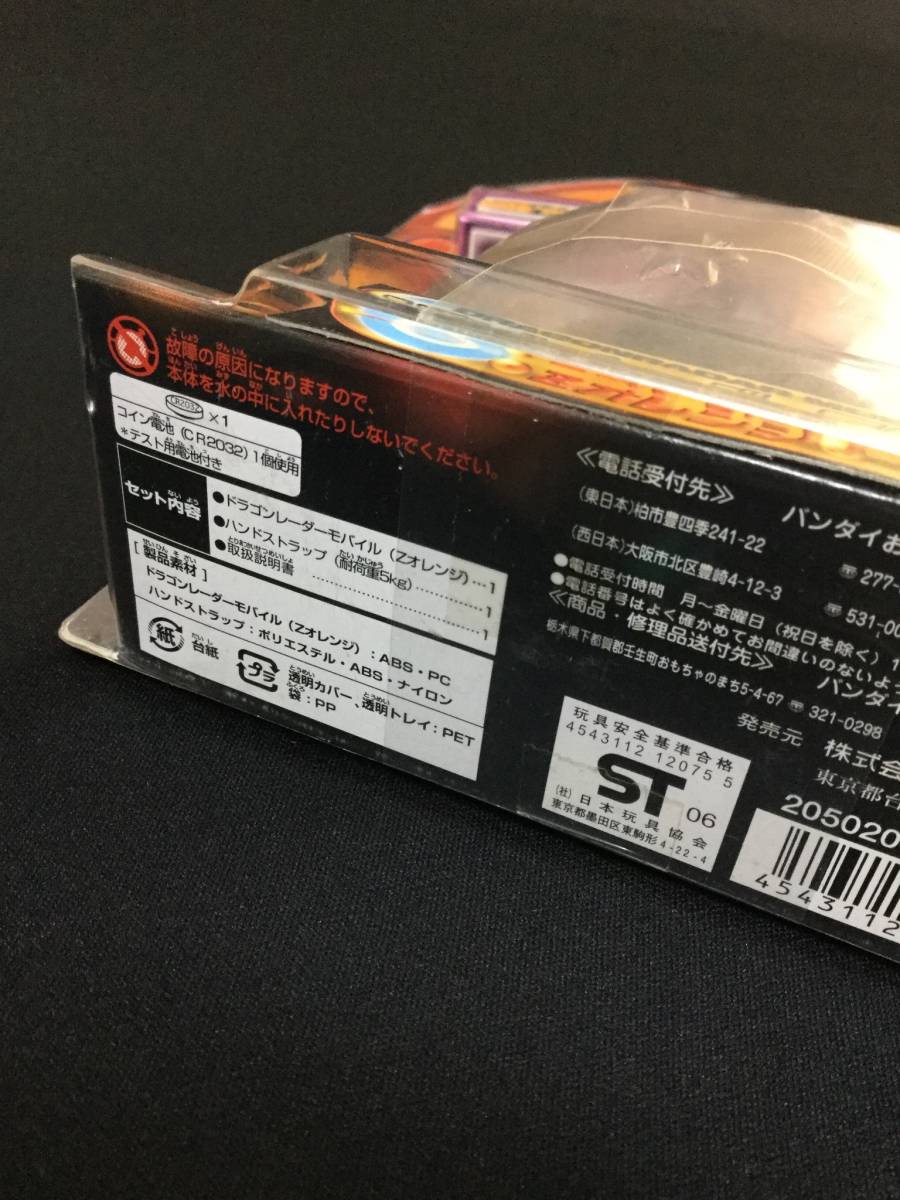 故障の原因になりますので、
本体を水の中に入れたりしないでください。
CR2032 ×1
コイン電池（CR2032）1個使用
*テスト用電池付き
セット内容
●ドラゴンレーダーモバイル（Zオレンジ）…1
●ハンドストラップ（耐荷重5kg）…………1
●取扱説明書……………………1
[ 製品素材 ]
ドラゴンレーダーモバイル（Zオレンジ）：ABS・PC
ハンドストラップ：ポリエステル・ABS・ナイロン
紙 台紙
プラ 透明カバー、透明トレイ：PET
袋：PP
≪電話受付先≫ バンダイお
(東日本)柏市豊四季241-22 〒277-
(西日本)大阪市北区豊崎4-12-3 〒531-00
●電話受付時間 月〜金曜日（祝日を除く）1
●電話番号はよく確かめてお間違いのないよ
≪商品・修理品送付先≫ バンダイ
栃木県下都賀郡壬生町おもちゃのまち5-4-67 〒321-0298
発売元 株式会
東京都台
玩具安全基準合格
4543112 12075 5
ST 06
(社)日本玩具協会
東京都墨田区東駒形4-22-4
205020
4543112